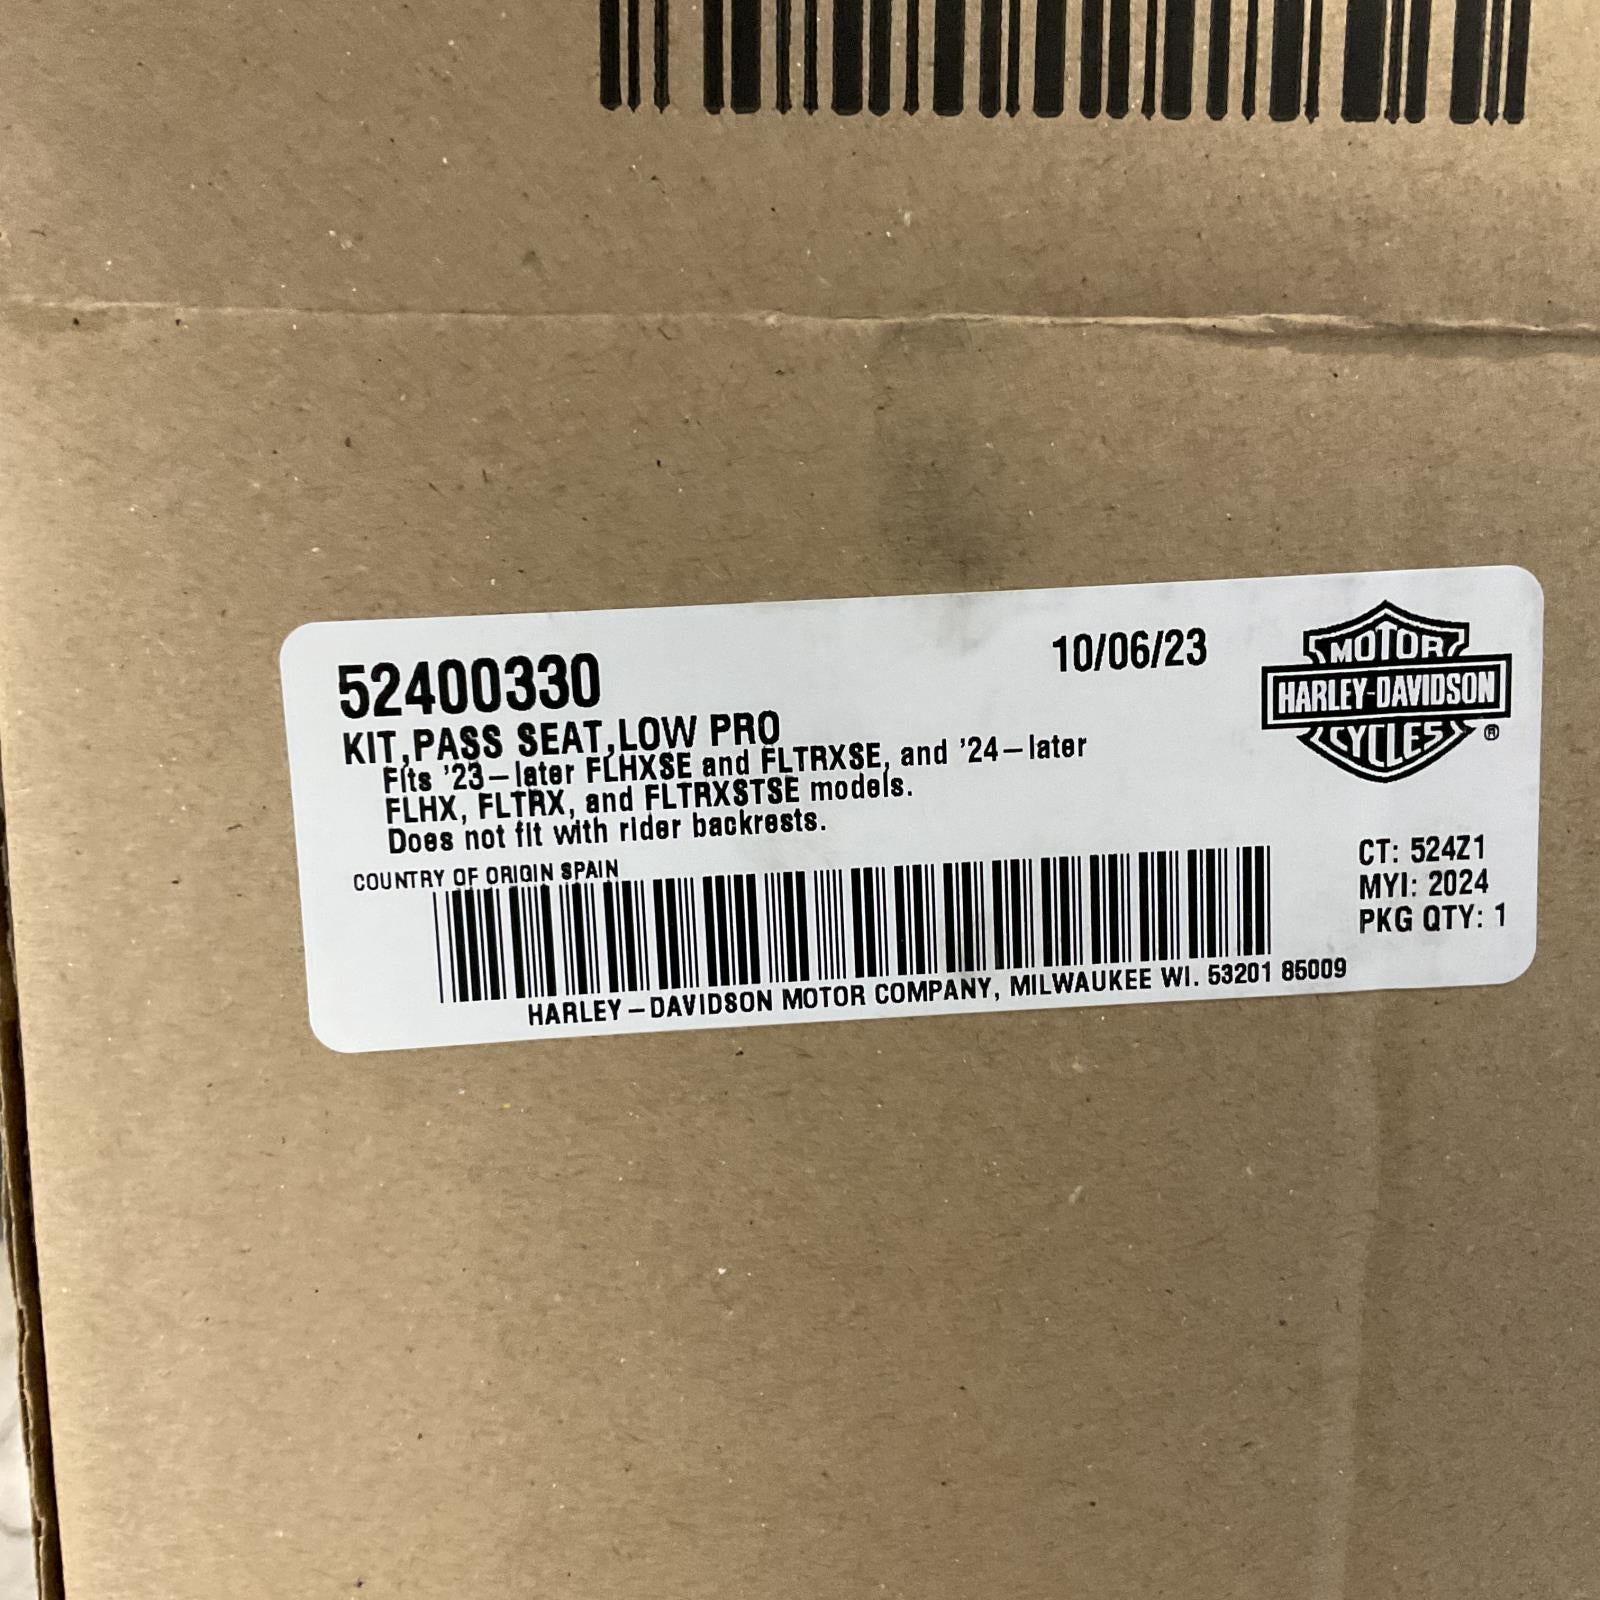 52400330
10/06/23
KIT,PASS SEAT,LOW PRO
Fits '23–later FLHXSE and FLTRXSE, and '24–later
FLHX, FLTRX, and FLTRXSTSE models.
Does not fit with rider backrests.
COUNTRY OF ORIGIN SPAIN
MOTOR
HARLEY-DAVIDSON
CYCLES
®
CT: 524Z1
MYI: 2024
PKG QTY: 1
HARLEY–DAVIDSON MOTOR COMPANY, MILWAUKEE WI. 53201 85009